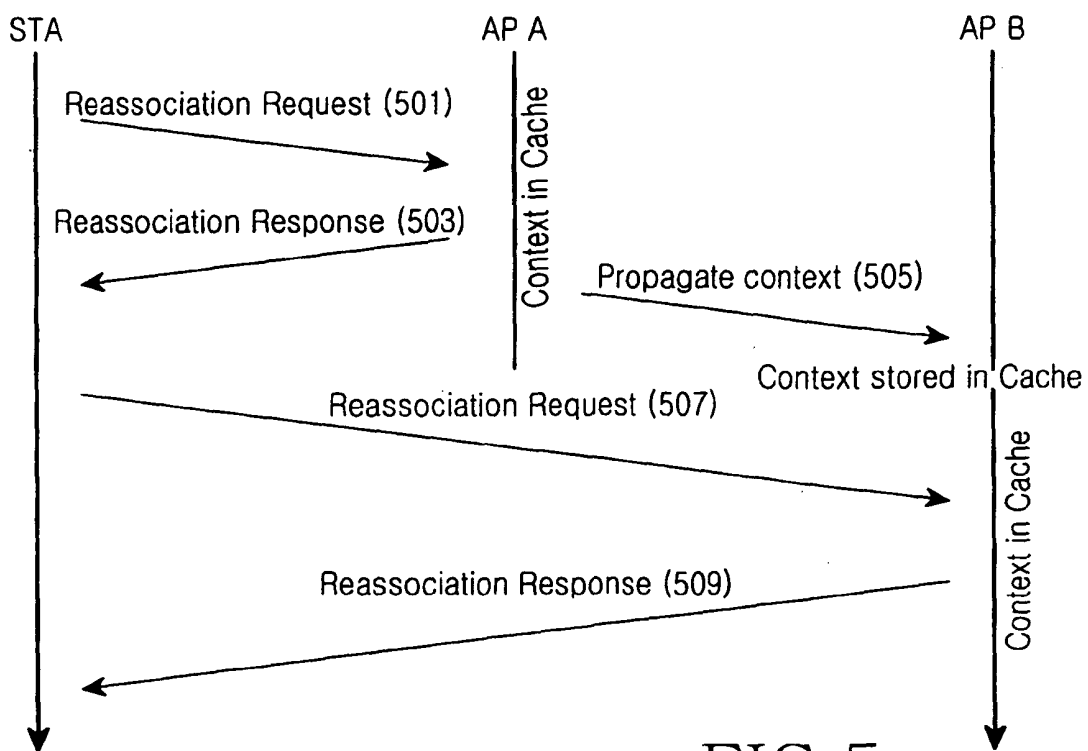 STA
AP A
AP B
Reassociation Request (501)
Context in Cache
Reassociation Response (503)
Propagate context (505)
Context stored in Cache
Reassociation Request (507)
Context in Cache
Reassociation Response (509)
FIG. 5